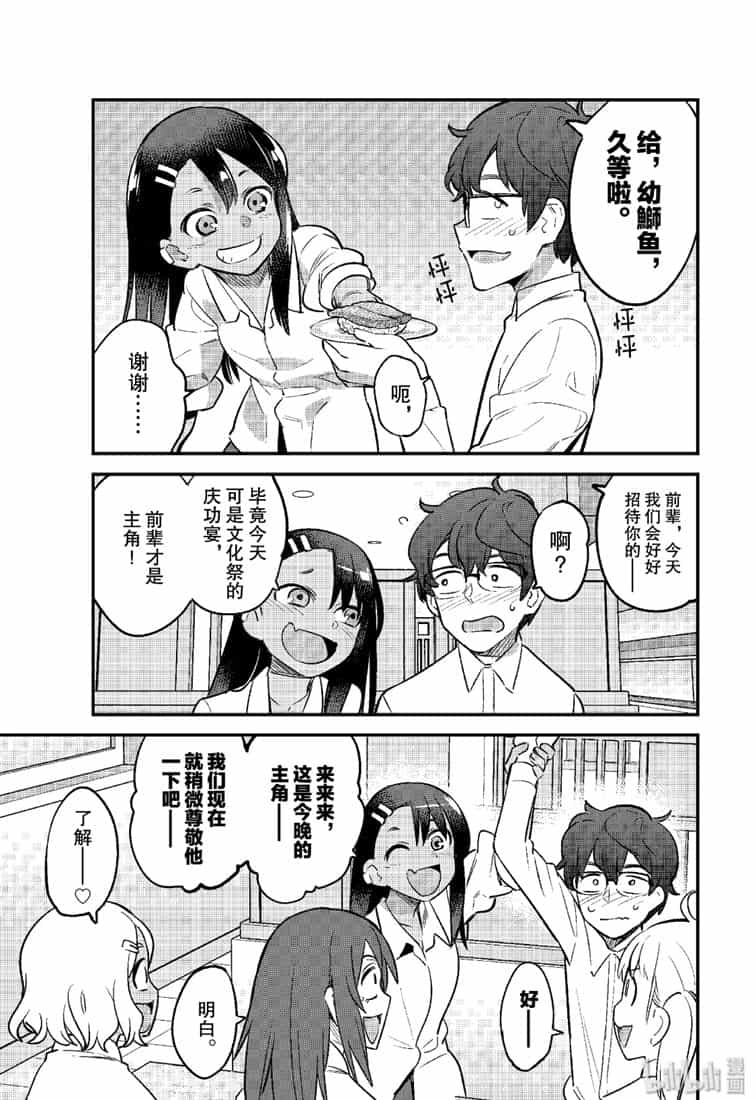 给，幼鰤鱼，
久等啦。
怦怦
怦怦
呃，
谢谢……
前辈，今天
我们会好好
招待你的——
啊？
毕竟今天
可是文化祭的
庆功宴，
前辈才是
主角！
来来来，
这是今晚的
主角——
我们现在
就稍微尊敬他
一下吧——
好——
明白。
了解——♡
bilibili
漫画